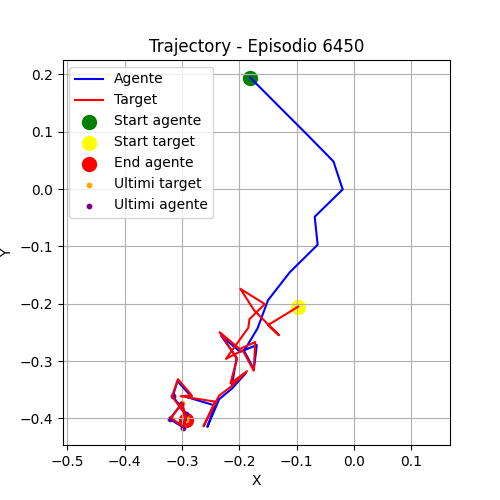 Trajectory - Episodio 6450
Agente
Target
Start agente
Start target
End agente
Ultimi target
Ultimi agente
Y
0.2
0.1
0.0
−0.1
−0.2
−0.3
−0.4
−0.5 −0.4 −0.3 −0.2 −0.1 0.0 0.1
X